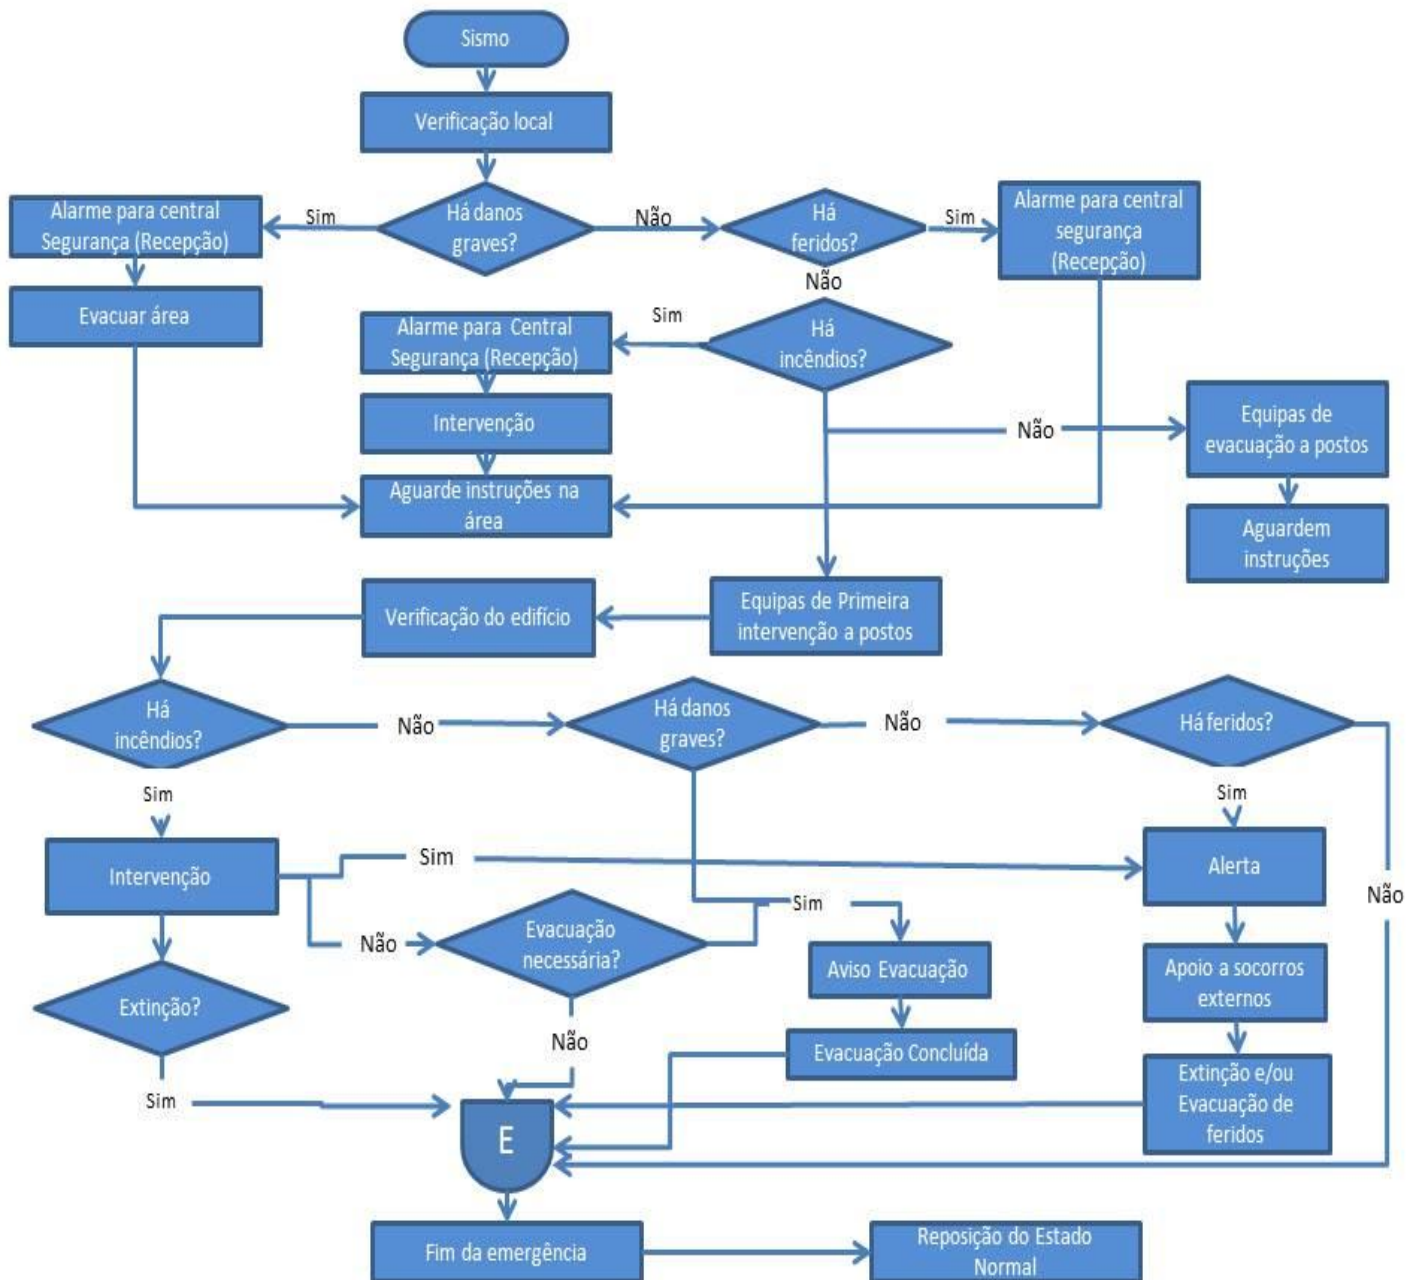 Sismo
Verificação local
Alarme para central
Segurança (Recepção)
Sim
Há danos
graves?
Não
Há
feridos?
Sim
Alarme para central
segurança
(Recepção)
Não
Evacuar área
Alarme para Central
Segurança (Recepção)
Sim
Há
incêndios?
Intervenção
Não
Equipas de
evacuação a postos
Aguarde instruções na
área
Aguardem
instruções
Verificação do edifício
Equipas de Primeira
intervenção a postos
Há
incêndios?
Não
Há danos
graves?
Não
Há feridos?
Sim
Sim
Intervenção
Sim
Alerta
Não
Sim
Não
Evacuação
necessária?
Aviso Evacuação
Apoio a socorros
externos
Extinção?
Não
Evacuação Concluída
Sim
Extinção e/ou
Evacuação de
feridos
E
Fim da emergência
Reposição do Estado
Normal